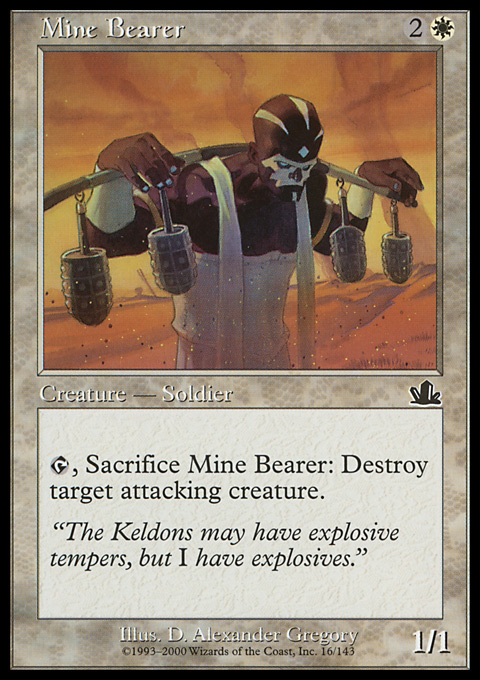 Mine Bearer 2
Creature — Soldier
, Sacrifice Mine Bearer: Destroy
target attacking creature.
“The Keldons may have explosive
tempers, but I have explosives.”
Illus. D. Alexander Gregory
©1993–2000 Wizards of the Coast, Inc. 16/143
1/1